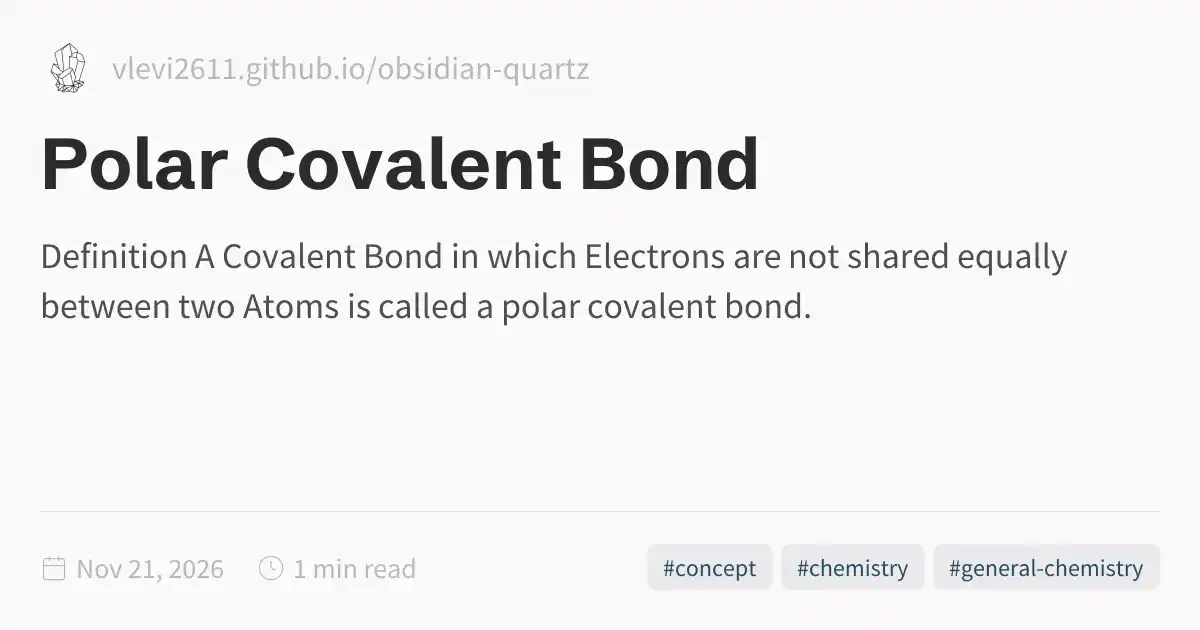 vlevi2611.github.io/obsidian-quartz
Polar Covalent Bond
Definition A Covalent Bond in which Electrons are not shared equally
between two Atoms is called a polar covalent bond.
Nov 21, 2026 1 min read #concept #chemistry #general-chemistry